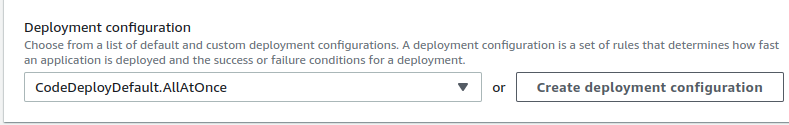 Deployment configuration
Choose from a list of default and custom deployment configurations. A deployment configuration is a set of rules that determines how fast
an application is deployed and the success or failure conditions for a deployment.
CodeDeployDefault.AllAtOnce or Create deployment configuration